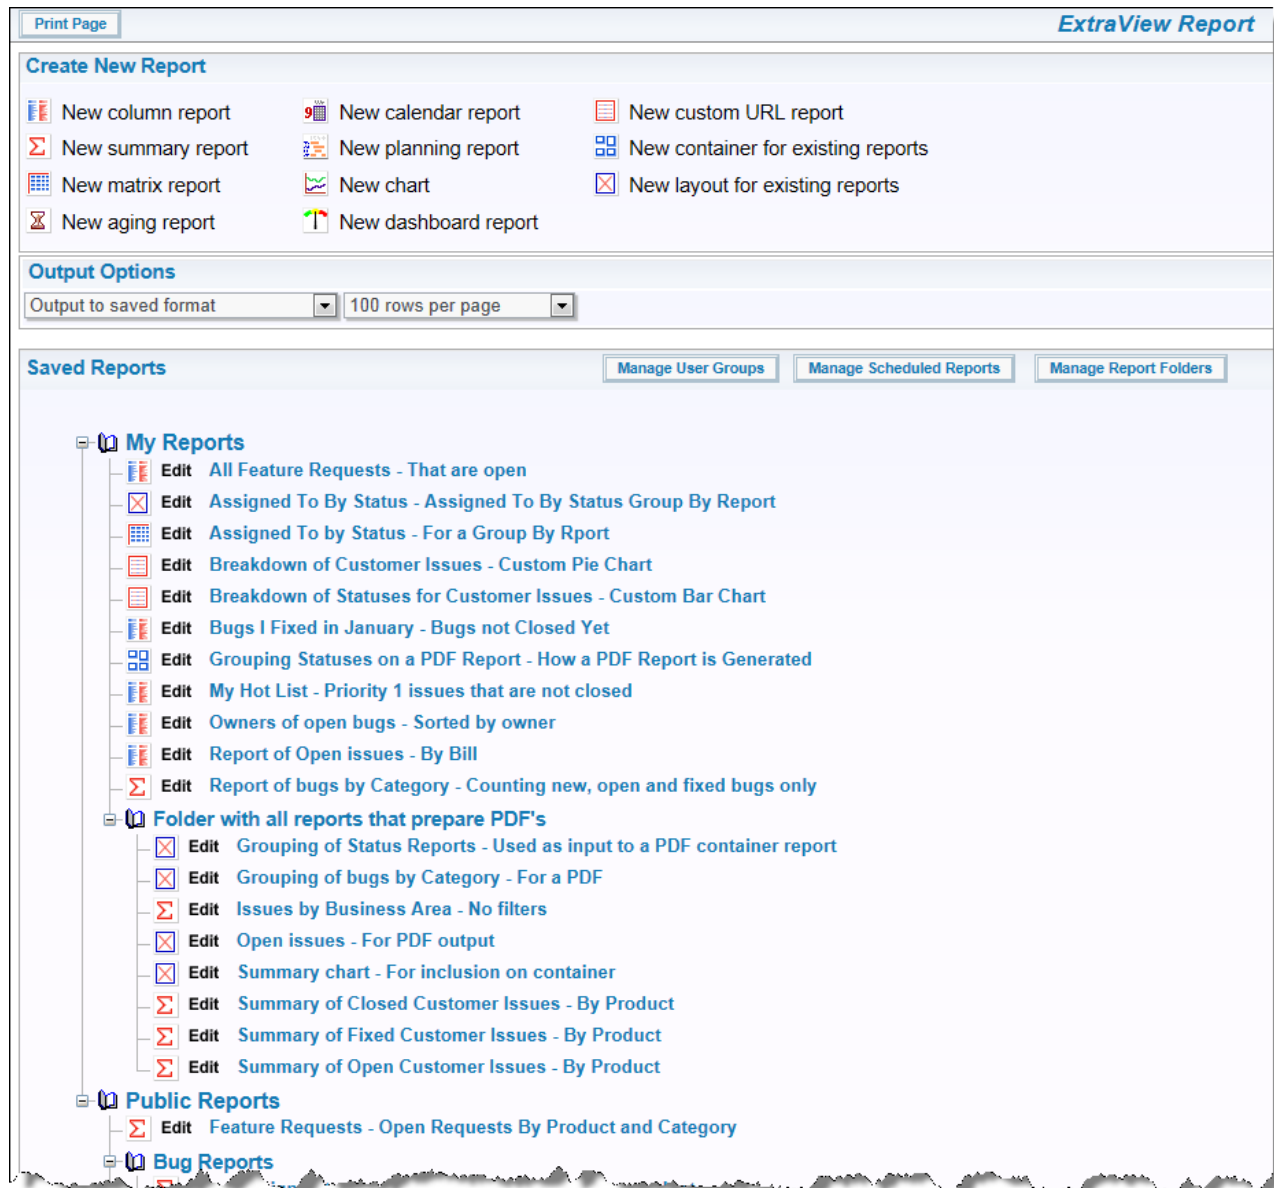 Print Page
ExtraView Report
Create New Report
New column report
New calendar report
New custom URL report
New summary report
New planning report
New container for existing reports
New matrix report
New chart
New layout for existing reports
New aging report
New dashboard report
Output Options
Output to saved format
100 rows per page
Saved Reports
Manage User Groups
Manage Scheduled Reports
Manage Report Folders
My Reports
Edit All Feature Requests - That are open
Edit Assigned To By Status - Assigned To By Status Group By Report
Edit Assigned To by Status - For a Group By Rport
Edit Breakdown of Customer Issues - Custom Pie Chart
Edit Breakdown of Statuses for Customer Issues - Custom Bar Chart
Edit Bugs I Fixed in January - Bugs not Closed Yet
Edit Grouping Statuses on a PDF Report - How a PDF Report is Generated
Edit My Hot List - Priority 1 issues that are not closed
Edit Owners of open bugs - Sorted by owner
Edit Report of Open issues - By Bill
Edit Report of bugs by Category - Counting new, open and fixed bugs only
Folder with all reports that prepare PDF's
Edit Grouping of Status Reports - Used as input to a PDF container report
Edit Grouping of bugs by Category - For a PDF
Edit Issues by Business Area - No filters
Edit Open issues - For PDF output
Edit Summary chart - For inclusion on container
Edit Summary of Closed Customer Issues - By Product
Edit Summary of Fixed Customer Issues - By Product
Edit Summary of Open Customer Issues - By Product
Public Reports
Edit Feature Requests - Open Requests By Product and Category
Bug Reports